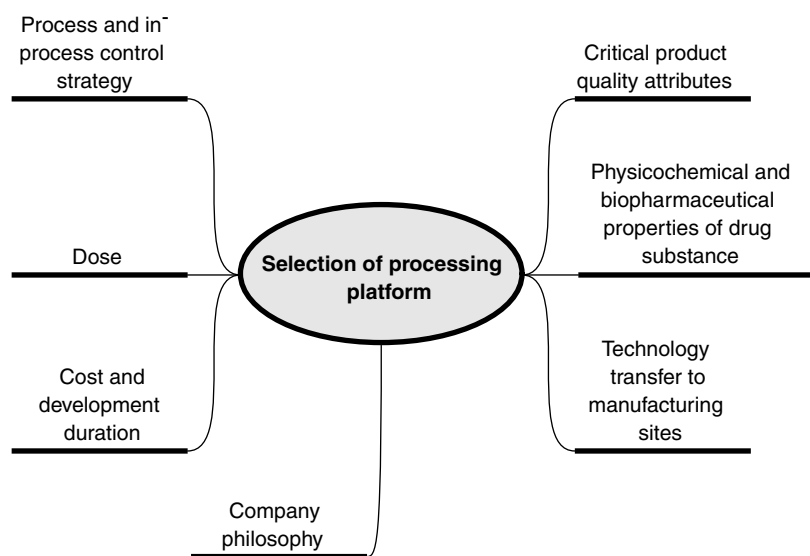 Process and in-
process control
strategy
Critical product
quality attributes
Physicochemical and
biopharmaceutical
properties of drug
substance
Dose
Selection of processing
platform
Cost and
development
duration
Technology
transfer to
manufacturing
sites
Company
philosophy